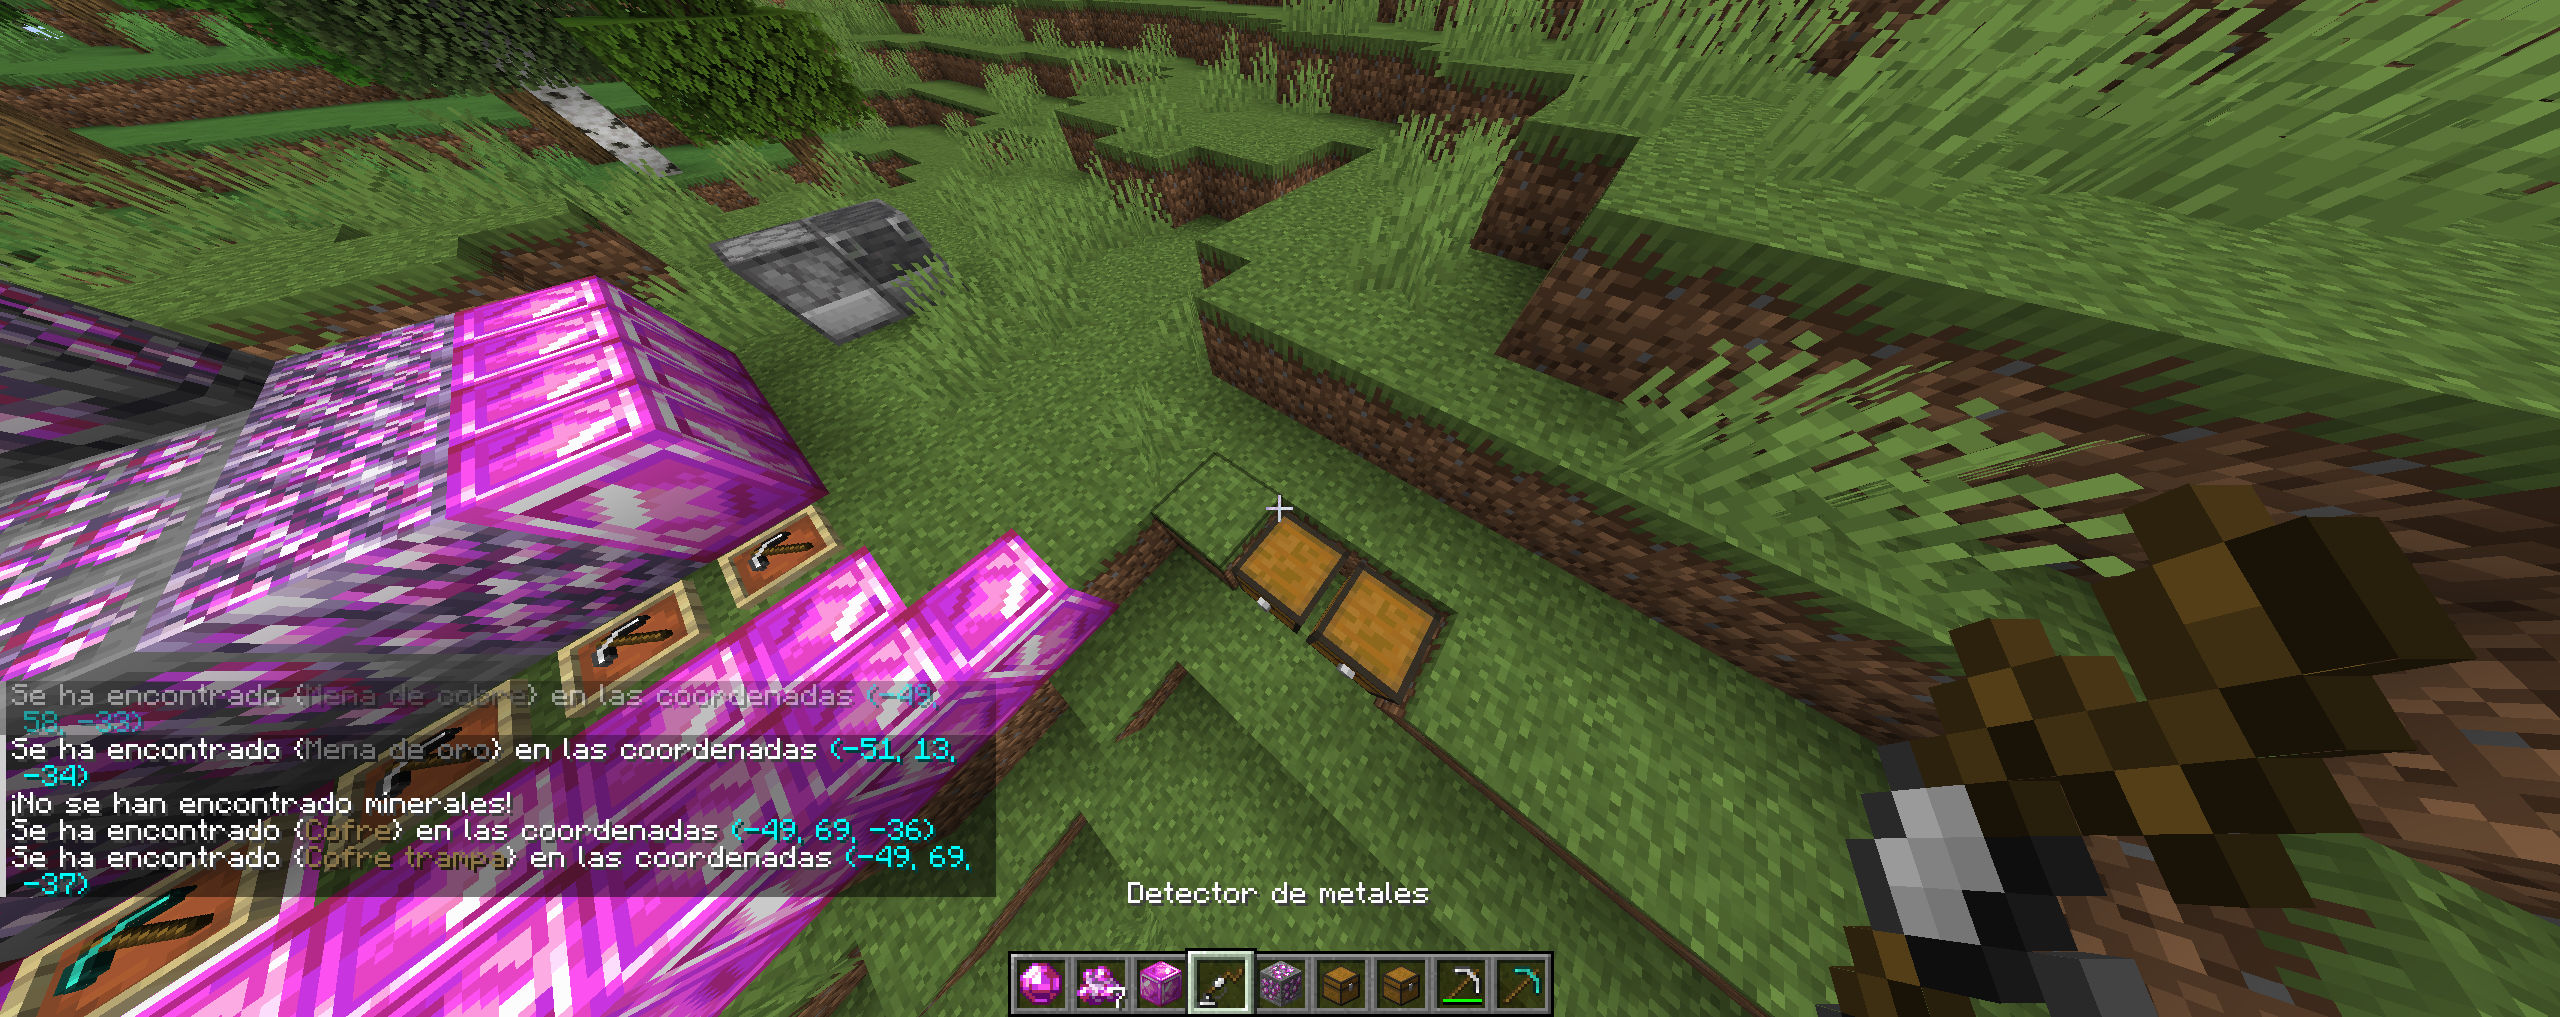 Se ha encontrado {Mena de cobre} en las coordenadas (-49,
58, -33)
Se ha encontrado {Mena de oro} en las coordenadas (-51, 13,
-34)
¡No se han encontrado minerales!
Se ha encontrado {Cofre} en las coordenadas (-49, 69, -36)
Se ha encontrado {Cofre trampa} en las coordenadas (-49, 69,
-37)
Detector de metales
7